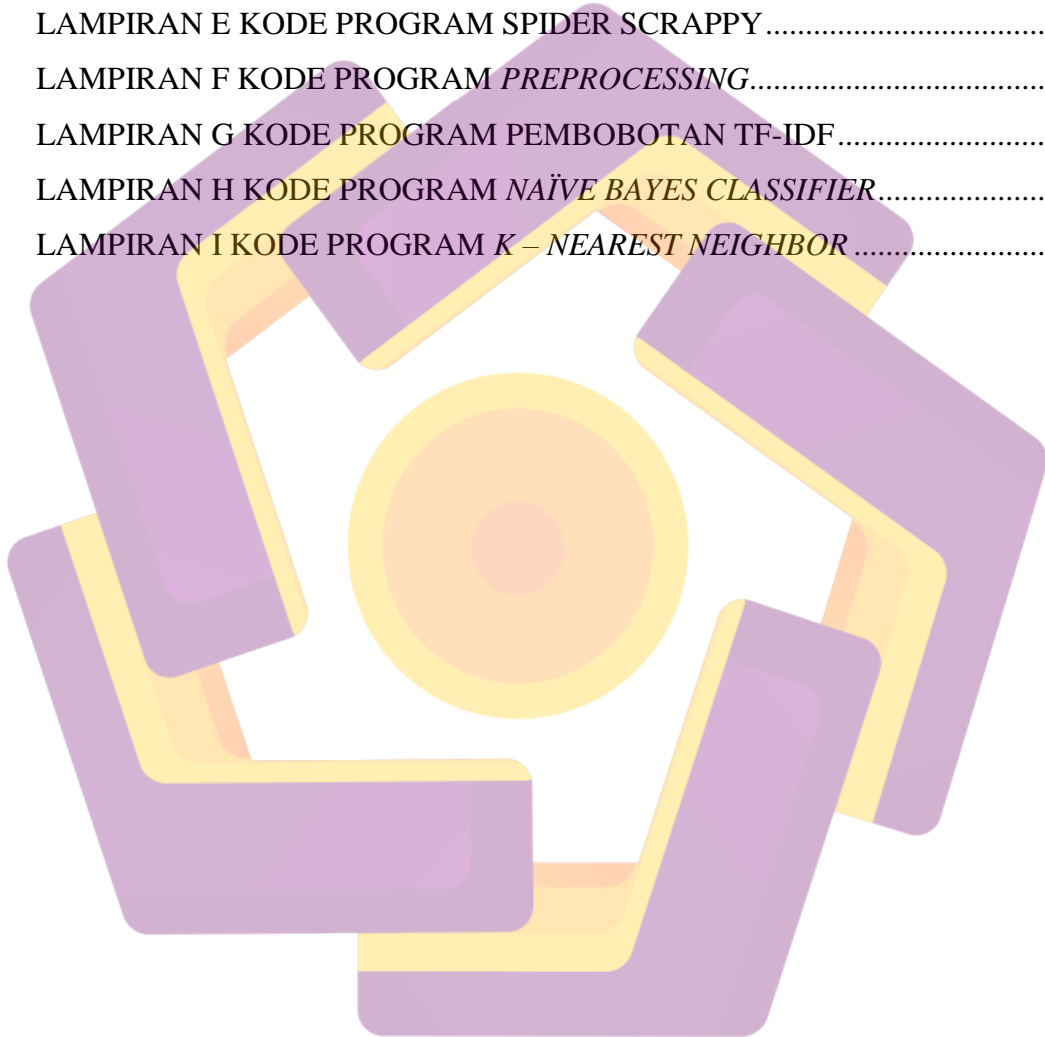 LAMPIRAN E KODE PROGRAM SPIDER SCRAPPY...................................
LAMPIRAN F KODE PROGRAM PREPROCESSING.....................................
LAMPIRAN G KODE PROGRAM PEMBOBOTAN TF-IDF..........................
LAMPIRAN H KODE PROGRAM NAÏVE BAYES CLASSIFIER.....................
LAMPIRAN I KODE PROGRAM K – NEAREST NEIGHBOR ........................